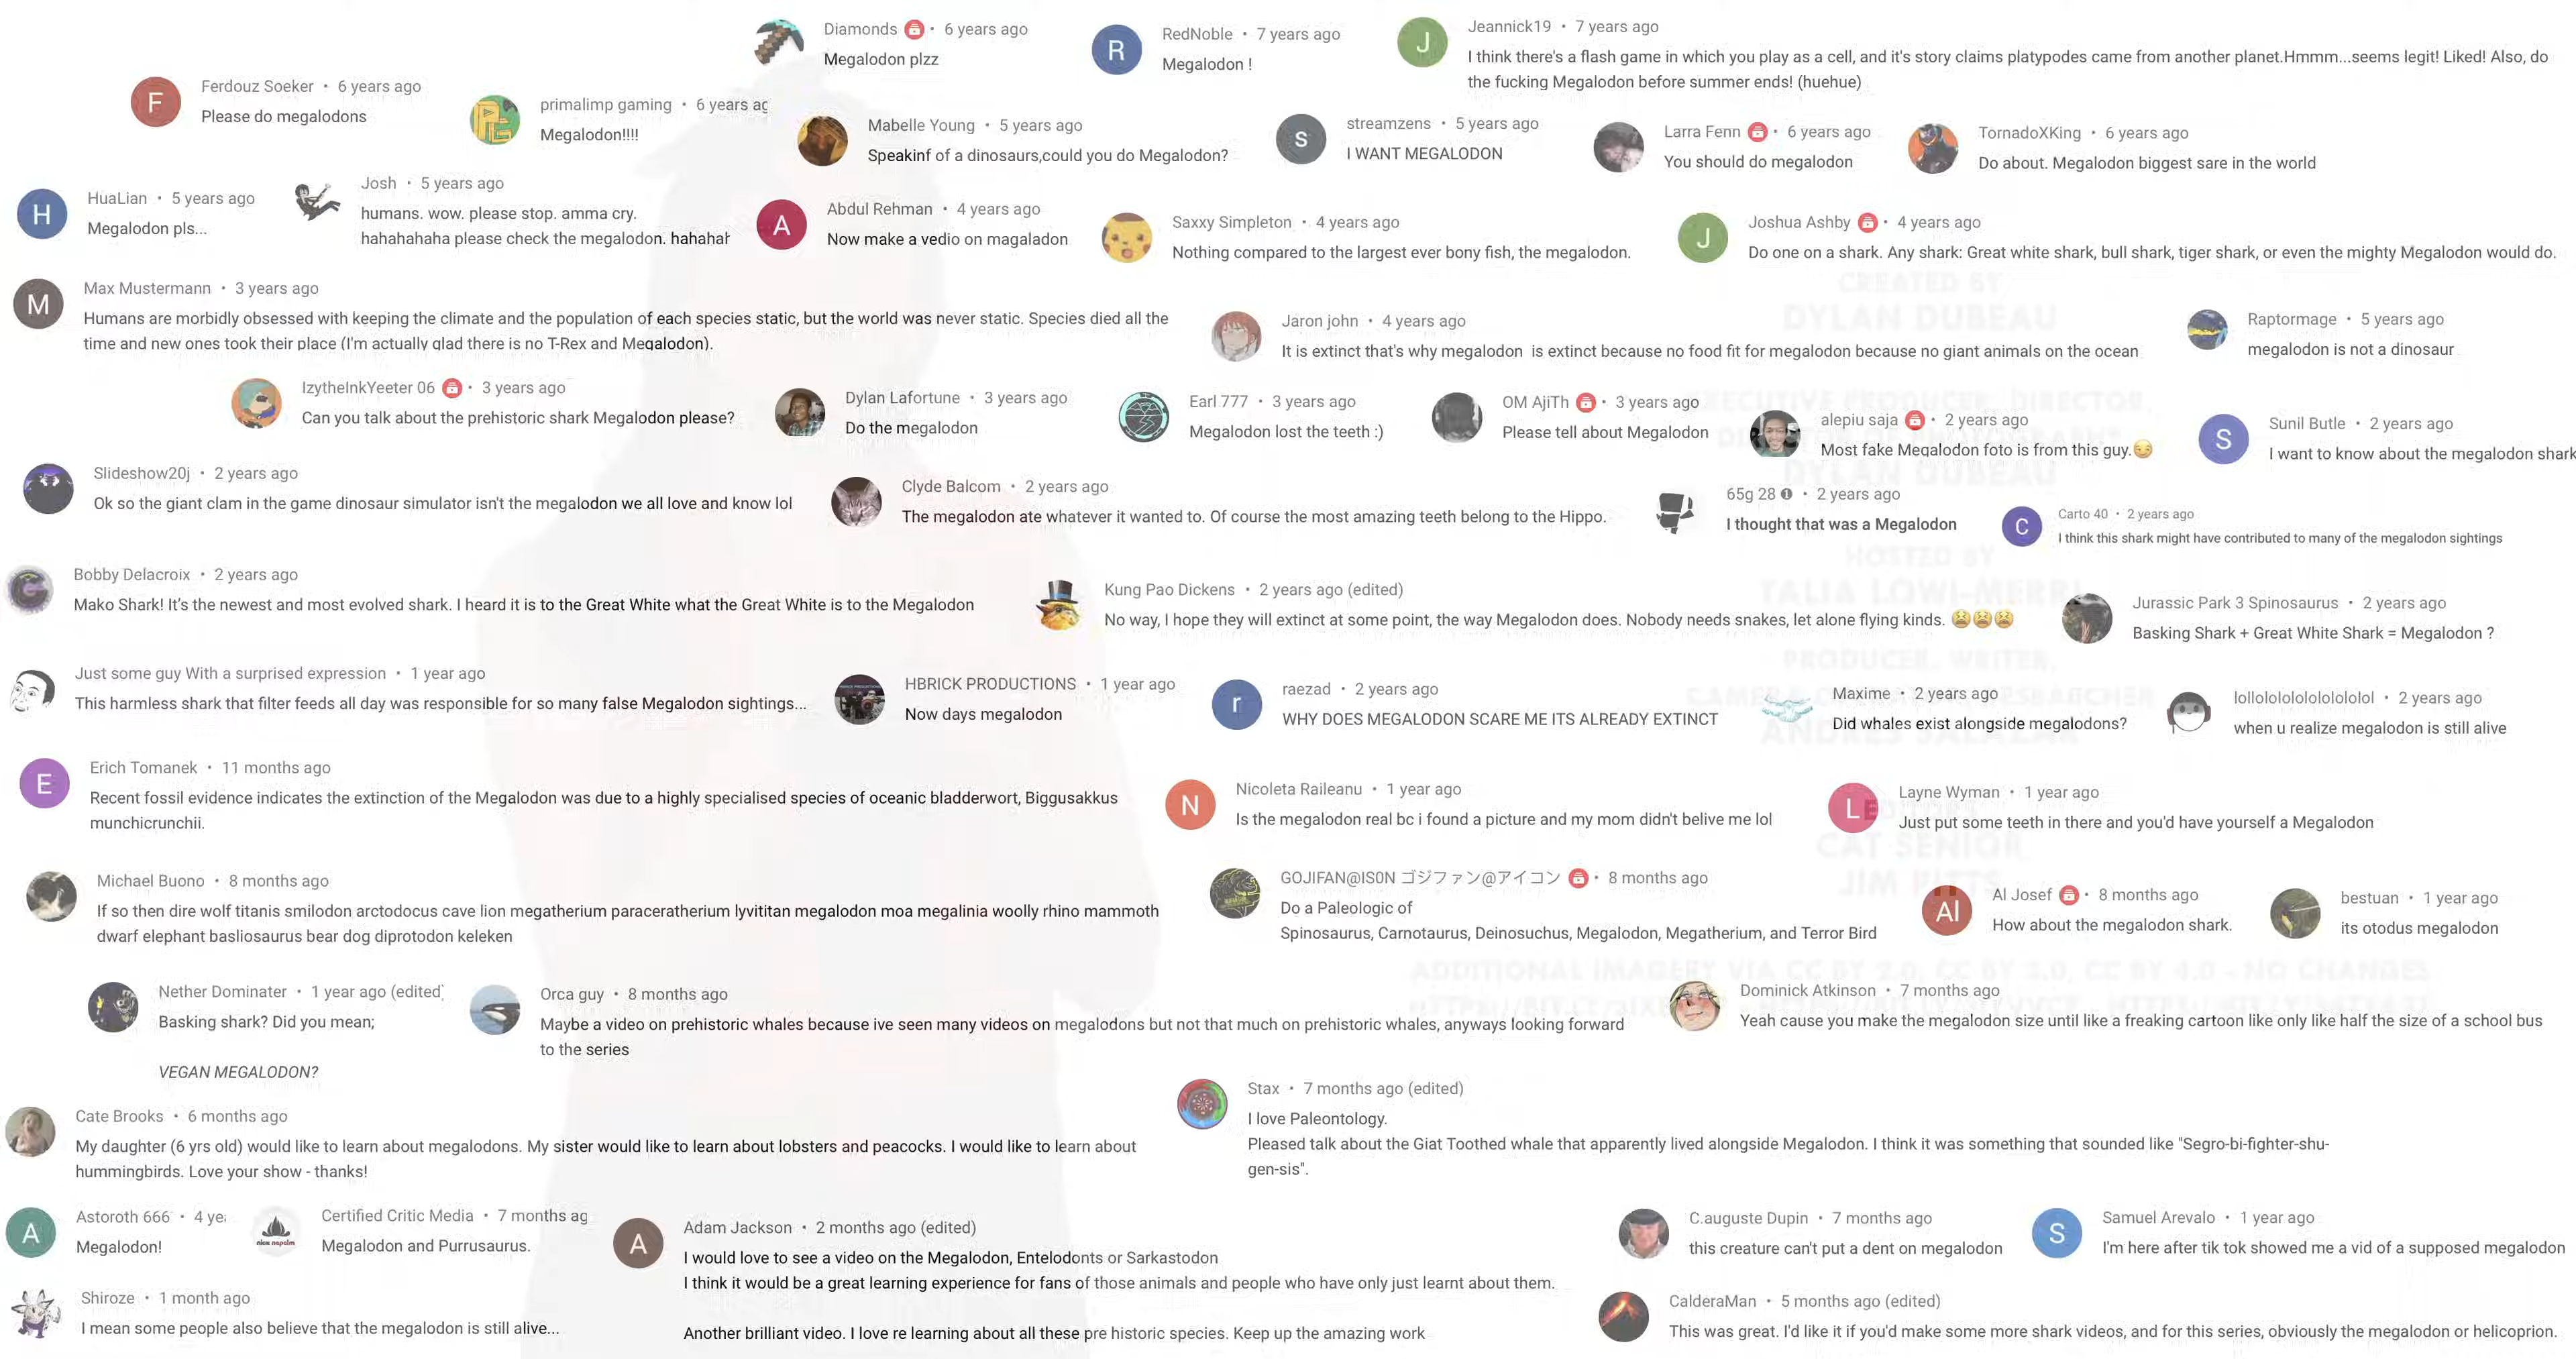 Diamonds • 6 years ago
Megalodon plzz
RedNoble • 7 years ago
Megalodon !
Jeannick19 • 7 years ago
I think there's a flash game in which you play as a cell, and it's story claims platypodes came from another planet.Hmmm...seems legit! Liked! Also, do
the fucking Megalodon before summer ends! (huehue)
Ferdouz Soeker • 6 years ago
Please do megalodons
primalimp gaming • 6 years ag
Megalodon!!!!
Mabelle Young • 5 years ago
Speakinf of a dinosaurs,could you do Megalodon?
streamzens • 5 years ago
I WANT MEGALODON
Larra Fenn • 6 years ago
You should do megalodon
TornadoXKing • 6 years ago
Do about. Megalodon biggest sare in the world
HuaLian • 5 years ago
Megalodon pls...
Josh • 5 years ago
humans. wow. please stop. amma cry.
hahahahaha please check the megalodon. hahahah
Abdul Rehman • 4 years ago
Now make a vedio on magaladon
Saxxy Simpleton • 4 years ago
Nothing compared to the largest ever bony fish, the megalodon.
Joshua Ashby • 4 years ago
Do one on a shark. Any shark: Great white shark, bull shark, tiger shark, or even the mighty Megalodon would do.
CREATED BY
DYLAN DUBEAU
Max Mustermann • 3 years ago
Humans are morbidly obsessed with keeping the climate and the population of each species static, but the world was never static. Species died all the
time and new ones took their place (I'm actually glad there is no T-Rex and Megalodon).
Jaron john • 4 years ago
It is extinct that's why megalodon is extinct because no food fit for megalodon because no giant animals on the ocean
Raptormage • 5 years ago
megalodon is not a dinosaur
IzytheInkYeeter 06 • 3 years ago
Can you talk about the prehistoric shark Megalodon please?
Dylan Lafortune • 3 years ago
Do the megalodon
Earl 777 • 3 years ago
Megalodon lost the teeth :)
OM AjiTh • 3 years ago
Please tell about Megalodon
EXECUTIVE PRODUCER, DIRECTOR,
DYLAN DUBEAU
alepiu saja • 2 years ago
Most fake Megalodon foto is from this guy.😏
Sunil Butle • 2 years ago
I want to know about the megalodon shark
Slideshow20j • 2 years ago
Ok so the giant clam in the game dinosaur simulator isn't the megalodon we all love and know lol
Clyde Balcom • 2 years ago
The megalodon ate whatever it wanted to. Of course the most amazing teeth belong to the Hippo.
65g 28 • 2 years ago
I thought that was a Megalodon
Carto 40 • 2 years ago
I think this shark might have contributed to many of the megalodon sightings
HOSTED BY
TALIA LOWI-MERRI
Bobby Delacroix • 2 years ago
Mako Shark! It's the newest and most evolved shark. I heard it is to the Great White what the Great White is to the Megalodon
Kung Pao Dickens • 2 years ago (edited)
No way, I hope they will extinct at some point, the way Megalodon does. Nobody needs snakes, let alone flying kinds. 😫😫😫
Jurassic Park 3 Spinosaurus • 2 years ago
Basking Shark + Great White Shark = Megalodon ?
PRODUCER, WRITER,
Just some guy With a surprised expression • 1 year ago
This harmless shark that filter feeds all day was responsible for so many false Megalodon sightings...
HBRICK PRODUCTIONS • 1 year ago
Now days megalodon
raezad • 2 years ago
WHY DOES MEGALODON SCARE ME ITS ALREADY EXTINCT
Maxime • 2 years ago
Did whales exist alongside megalodons?
lollolololololololol • 2 years ago
when u realize megalodon is still alive
Erich Tomanek • 11 months ago
Recent fossil evidence indicates the extinction of the Megalodon was due to a highly specialised species of oceanic bladderwort, Biggusakkus
munchicrunchii.
Nicoleta Raileanu • 1 year ago
Is the megalodon real bc i found a picture and my mom didn't belive me lol
Layne Wyman • 1 year ago
Just put some teeth in there and you'd have yourself a Megalodon
CAT SENIOR
JIM PITTS
Michael Buono • 8 months ago
If so then dire wolf titanis smilodon arctodocus cave lion megatherium paraceratherium lyvititan megalodon moa megalinia woolly rhino mammoth
dwarf elephant basliosaurus bear dog diprotodon keleken
GOJIFAN@IS0N ゴジファン@アイコン • 8 months ago
Do a Paleologic of
Spinosaurus, Carnotaurus, Deinosuchus, Megalodon, Megatherium, and Terror Bird
Al Josef • 8 months ago
How about the megalodon shark.
bestuan • 1 year ago
its otodus megalodon
ADDITIONAL IMAGERY VIA CC BY 2.0, CC BY 3.0, CC BY 4.0 - NO CHANGES
Nether Dominater • 1 year ago (edited)
Basking shark? Did you mean;
VEGAN MEGALODON?
Orca guy • 8 months ago
Maybe a video on prehistoric whales because ive seen many videos on megalodons but not that much on prehistoric whales, anyways looking forward
to the series
Dominick Atkinson • 7 months ago
Yeah cause you make the megalodon size until like a freaking cartoon like only like half the size of a school bus
Cate Brooks • 6 months ago
My daughter (6 yrs old) would like to learn about megalodons. My sister would like to learn about lobsters and peacocks. I would like to learn about
hummingbirds. Love your show - thanks!
Stax • 7 months ago (edited)
I love Paleontology.
Pleased talk about the Giat Toothed whale that apparently lived alongside Megalodon. I think it was something that sounded like "Segro-bi-fighter-shu-
gen-sis".
Astoroth 666 • 4 yea
Megalodon!
Certified Critic Media • 7 months ag
Megalodon and Purrusaurus.
Adam Jackson • 2 months ago (edited)
I would love to see a video on the Megalodon, Entelodonts or Sarkastodon
I think it would be a great learning experience for fans of those animals and people who have only just learnt about them.
Another brilliant video. I love re learning about all these pre historic species. Keep up the amazing work
C.auguste Dupin • 7 months ago
this creature can't put a dent on megalodon
Samuel Arevalo • 1 year ago
I'm here after tik tok showed me a vid of a supposed megalodon
Shiroze • 1 month ago
I mean some people also believe that the megalodon is still alive...
CalderaMan • 5 months ago (edited)
This was great. I'd like it if you'd make some more shark videos, and for this series, obviously the megalodon or helicoprion.